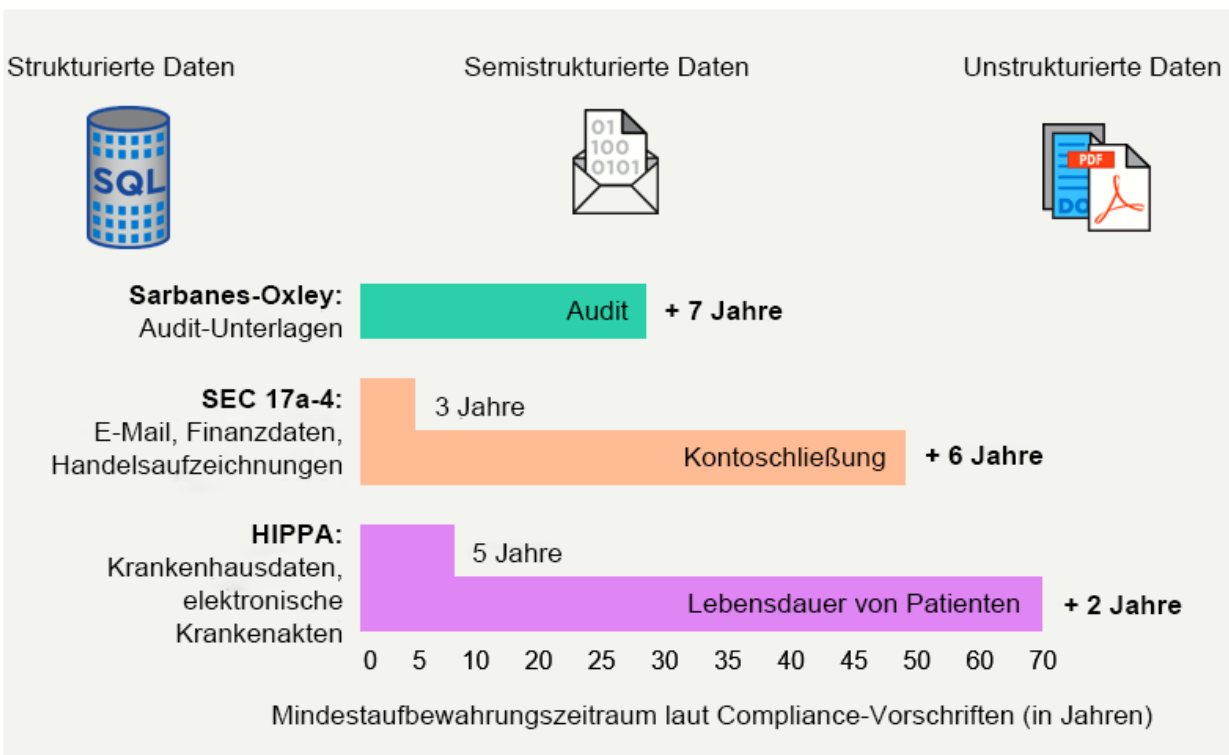 Strukturierte Daten
Semistrukturierte Daten
Unstrukturierte Daten
SQL
01
100
0101
PDF
DO
Sarbanes-Oxley:
Audit-Unterlagen
Audit
+ 7 Jahre
SEC 17a-4:
E-Mail, Finanzdaten,
Handelsaufzeichnungen
3 Jahre
Kontoschließung
+ 6 Jahre
HIPPA:
Krankenhausdaten,
elektronische
Krankenakten
5 Jahre
Lebensdauer von Patienten
+ 2 Jahre
0 5 10 20 25 30 35 40 45 50 60 70
Mindestaufbewahrungszeitraum laut Compliance-Vorschriften (in Jahren)